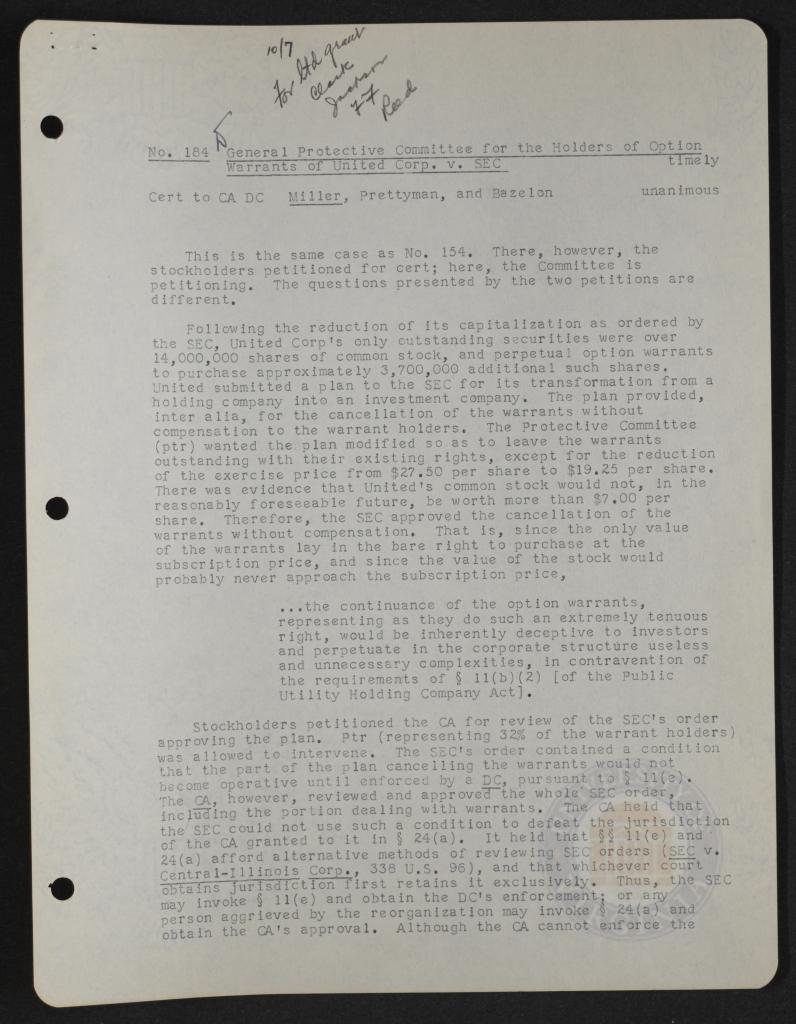 10/7
For ltd grant
Clark
Jackson
FF
Reed
No. 184 General Protective Committee for the Holders of Option
Warrants of United Corp. v. SEC timely
Cert to CA DC Miller, Prettyman, and Bazelon unanimous
This is the same case as No. 154. There, however, the
stockholders petitioned for cert; here, the Committee is
petitioning. The questions presented by the two petitions are
different.
Following the reduction of its capitalization as ordered by
the SEC, United Corp's only outstanding securities were over
14,000,000 shares of common stock, and perpetual option warrants
to purchase approximately 3,700,000 additional such shares.
United submitted a plan to the SEC for its transformation from a
holding company into an investment company. The plan provided,
inter alia, for the cancellation of the warrants without
compensation to the warrant holders. The Protective Committee
(ptr) wanted the plan modified so as to leave the warrants
outstanding with their existing rights, except for the reduction
of the exercise price from $27.50 per share to $19.25 per share.
There was evidence that United's common stock would not, in the
reasonably foreseeable future, be worth more than $7.00 per
share. Therefore, the SEC approved the cancellation of the
warrants without compensation. That is, since the only value
of the warrants lay in the bare right to purchase at the
subscription price, and since the value of the stock would
probably never approach the subscription price,
...the continuance of the option warrants,
representing as they do such an extremely tenuous
right, would be inherently deceptive to investors
and perpetuate in the corporate structure useless
and unnecessary complexities, in contravention of
the requirements of § 11(b)(2) [of the Public
Utility Holding Company Act].
Stockholders petitioned the CA for review of the SEC's order
approving the plan. Ptr (representing 32% of the warrant holders)
was allowed to intervene. The SEC's order contained a condition
that the part of the plan cancelling the warrants would not
become operative until enforced by a DC, pursuant to § 11(e).
The CA, however, reviewed and approved the whole SEC order,
including the portion dealing with warrants. The CA held that
the SEC could not use such a condition to defeat the jurisdiction
of the CA granted to it in § 24(a). It held that §§ 11(e) and
24(a) afford alternative methods of reviewing SEC orders (SEC v.
Central-Illinois Corp., 338 U.S. 96), and that whichever court
obtains jurisdiction first retains it exclusively. Thus, the SEC
may invoke § 11(e) and obtain the DC's enforcement; or any
person aggrieved by the reorganization may invoke § 24(a) and
obtain the CA's approval. Although the CA cannot enforce the